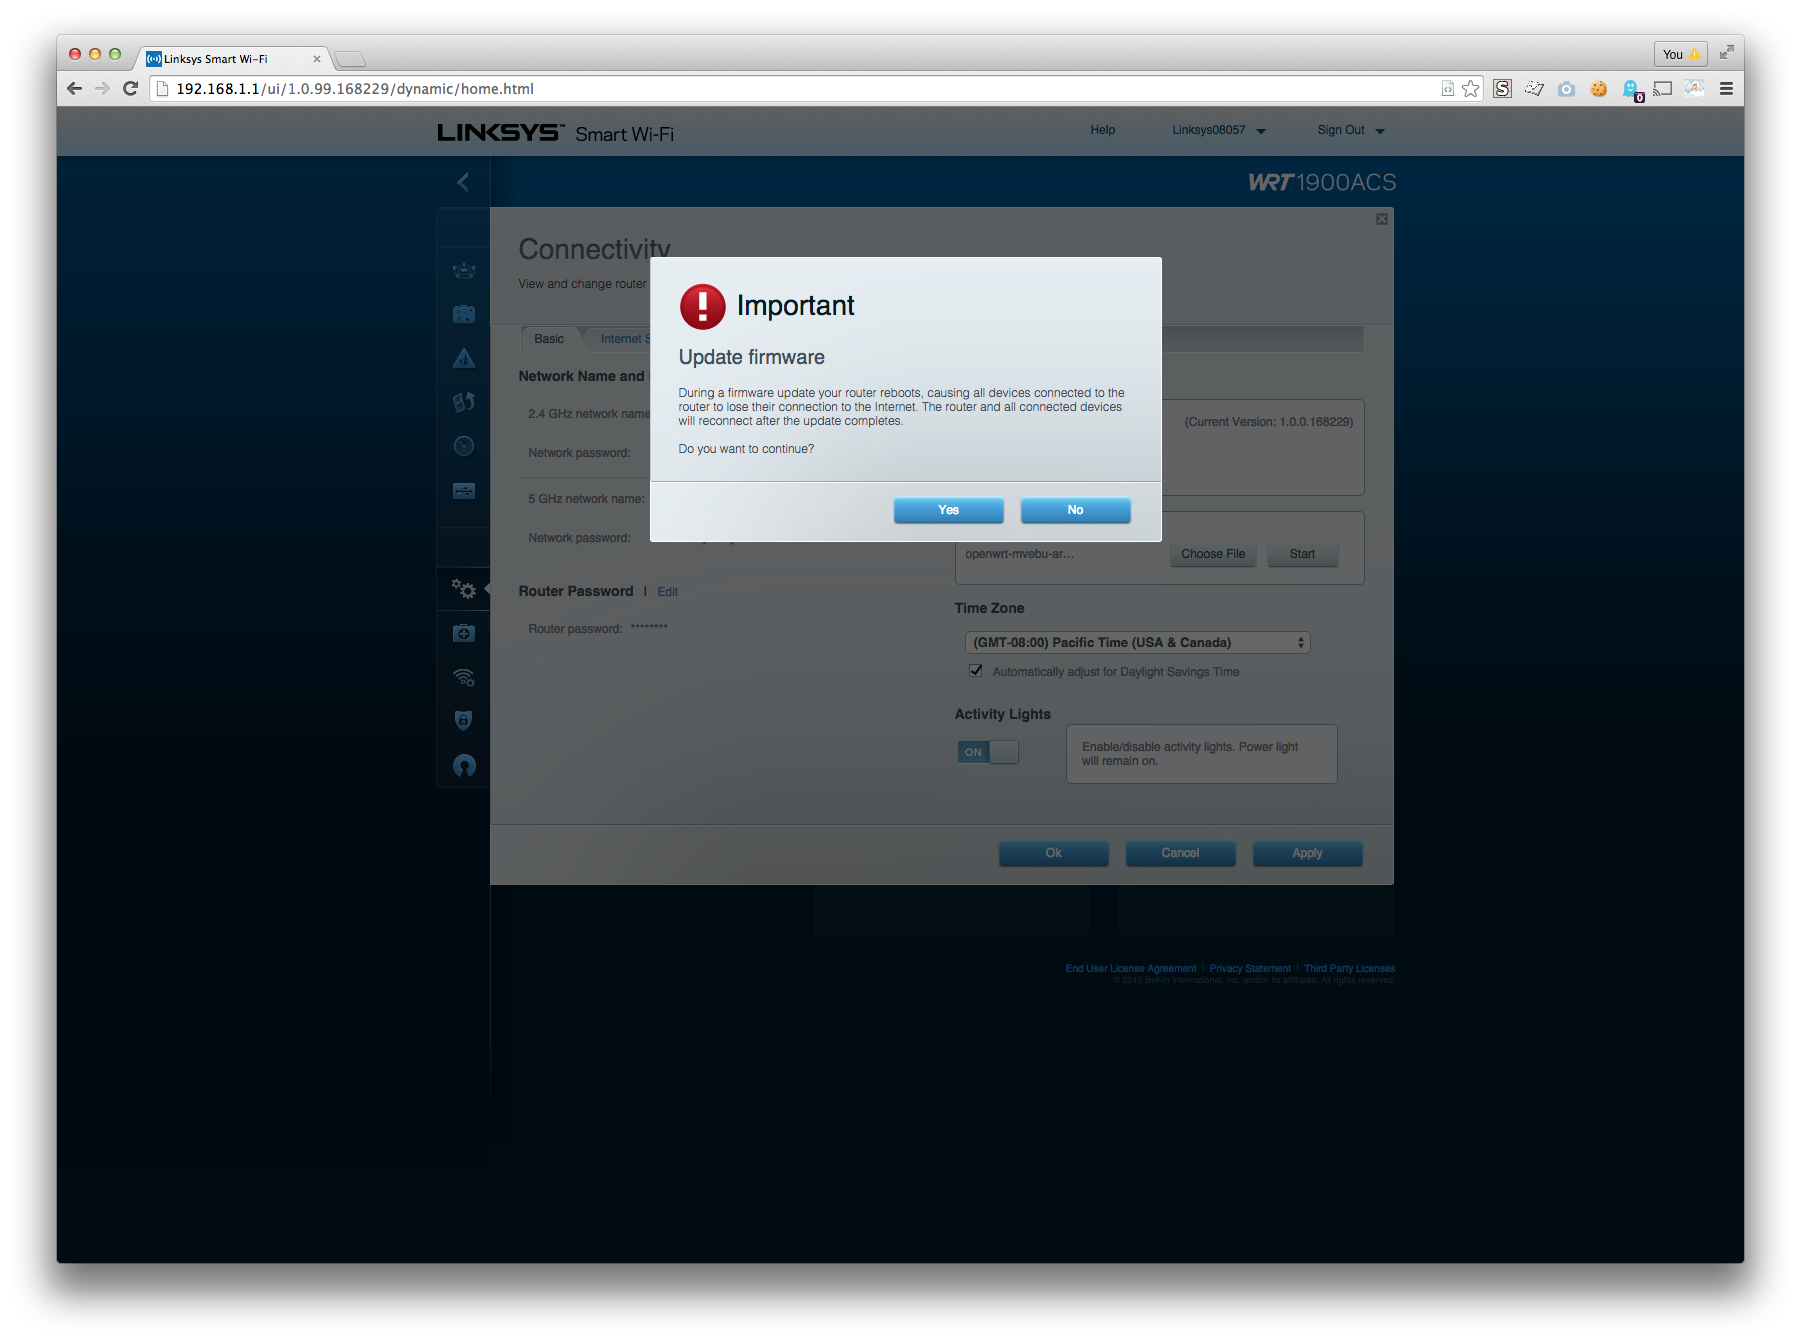 Linksys Smart Wi-Fi
You
192.168.1.1/ui/1.0.99.168229/dynamic/home.html
S
0
LINKSYS™ Smart Wi-Fi
Help
Linksys08057
Sign Out
WRT1900ACS
Connectivity
View and change router
Important
Update firmware
During a firmware update your router reboots, causing all devices connected to the
router to lose their connection to the Internet. The router and all connected devices
will reconnect after the update completes.
Do you want to continue?
Yes
No
Basic
Internet S
Network Name and
2.4 GHz network name
Network password:
5 GHz network name:
Network password:
(Current Version: 1.0.0.168229)
openwrt-mvebu-ar...
Choose File
Start
Router Password | Edit
Router password: ********
Time Zone
(GMT-08:00) Pacific Time (USA & Canada)
Automatically adjust for Daylight Savings Time
Activity Lights
ON
Enable/disable activity lights. Power light
will remain on.
Ok
Cancel
Apply
End User License Agreement | Privacy Statement | Third Party Licenses
© 2015 Belkin International, Inc. and/or its affiliates. All rights reserved.